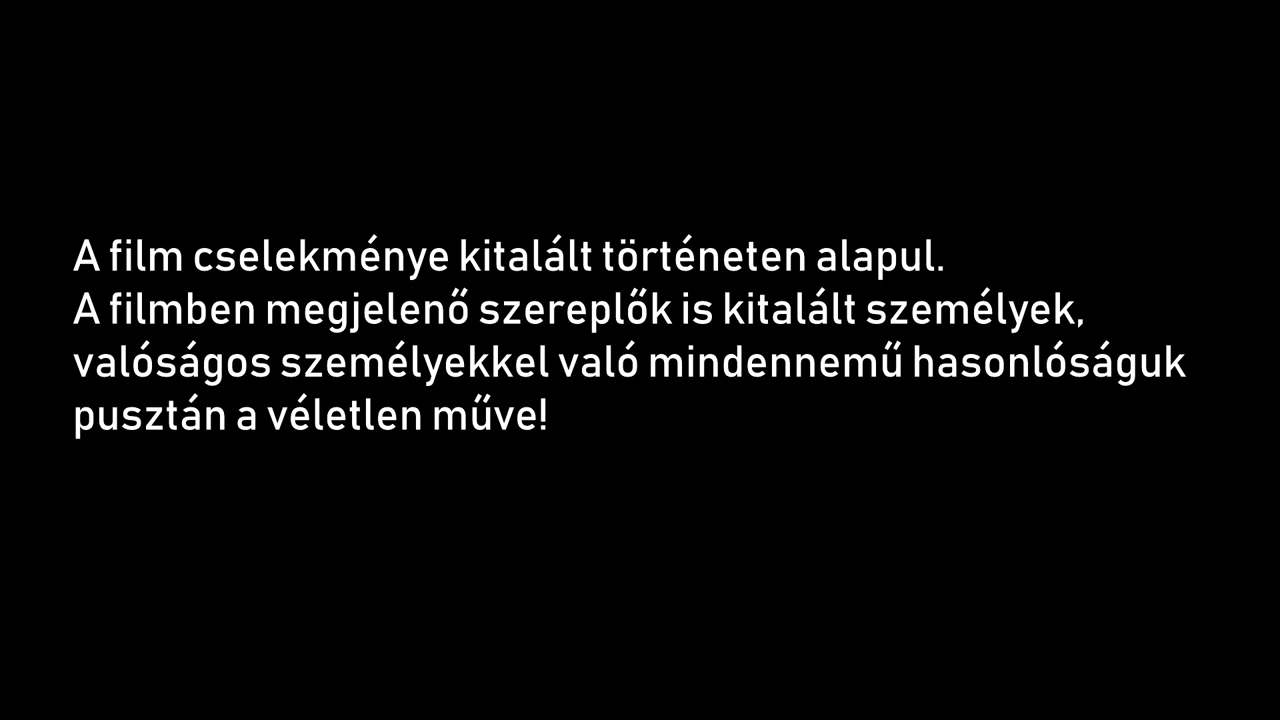 A film cselekménye kitalált történeten alapul.
A filmben megjelenő szereplők is kitalált személyek,
valóságos személyekkel való mindennemű hasonlóságuk
pusztán a véletlen műve!